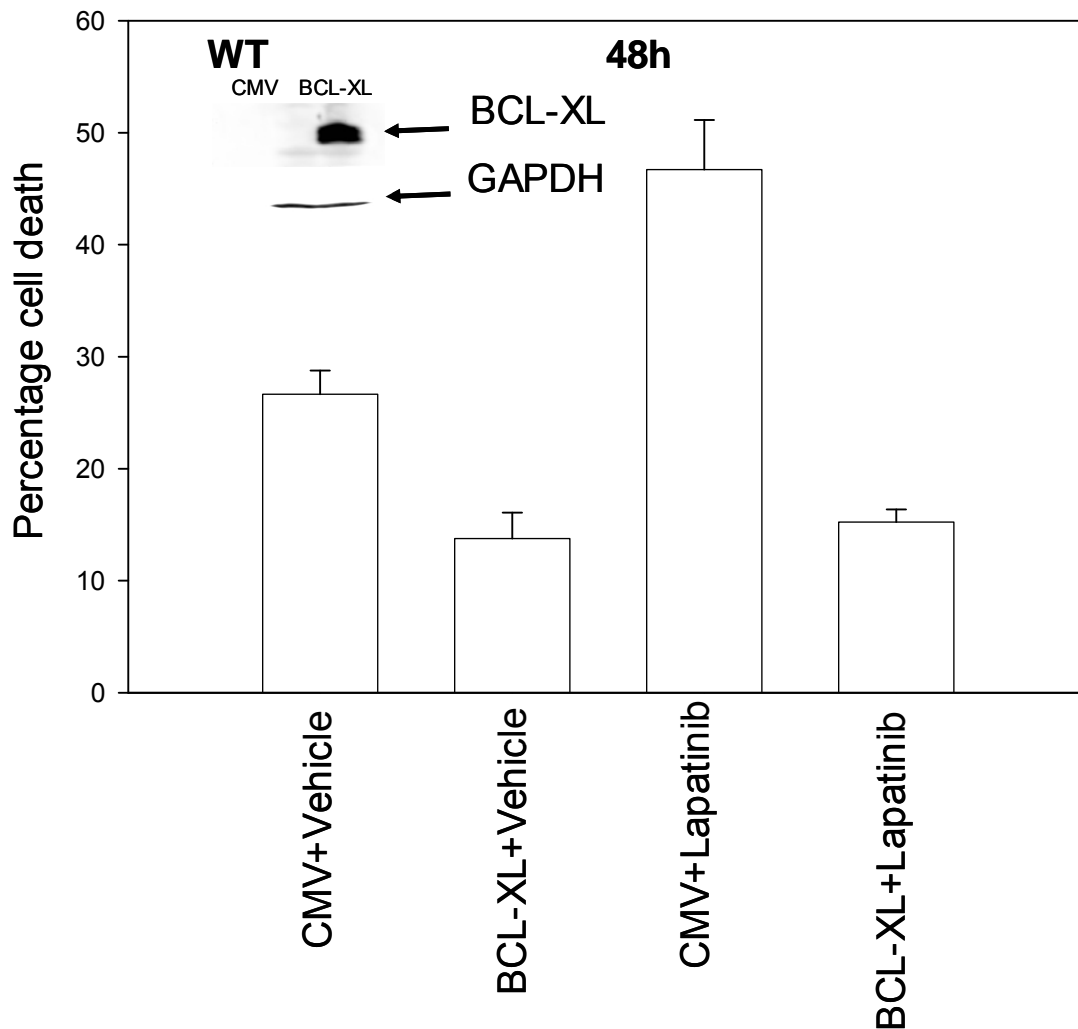 60
50
40
30
20
10
0
Percentage cell death
WT
48h
CMV BCL-XL
BCL-XL
GAPDH
CMV+Vehicle
BCL-XL+Vehicle
CMV+Lapatinib
BCL-XL+Lapatinib